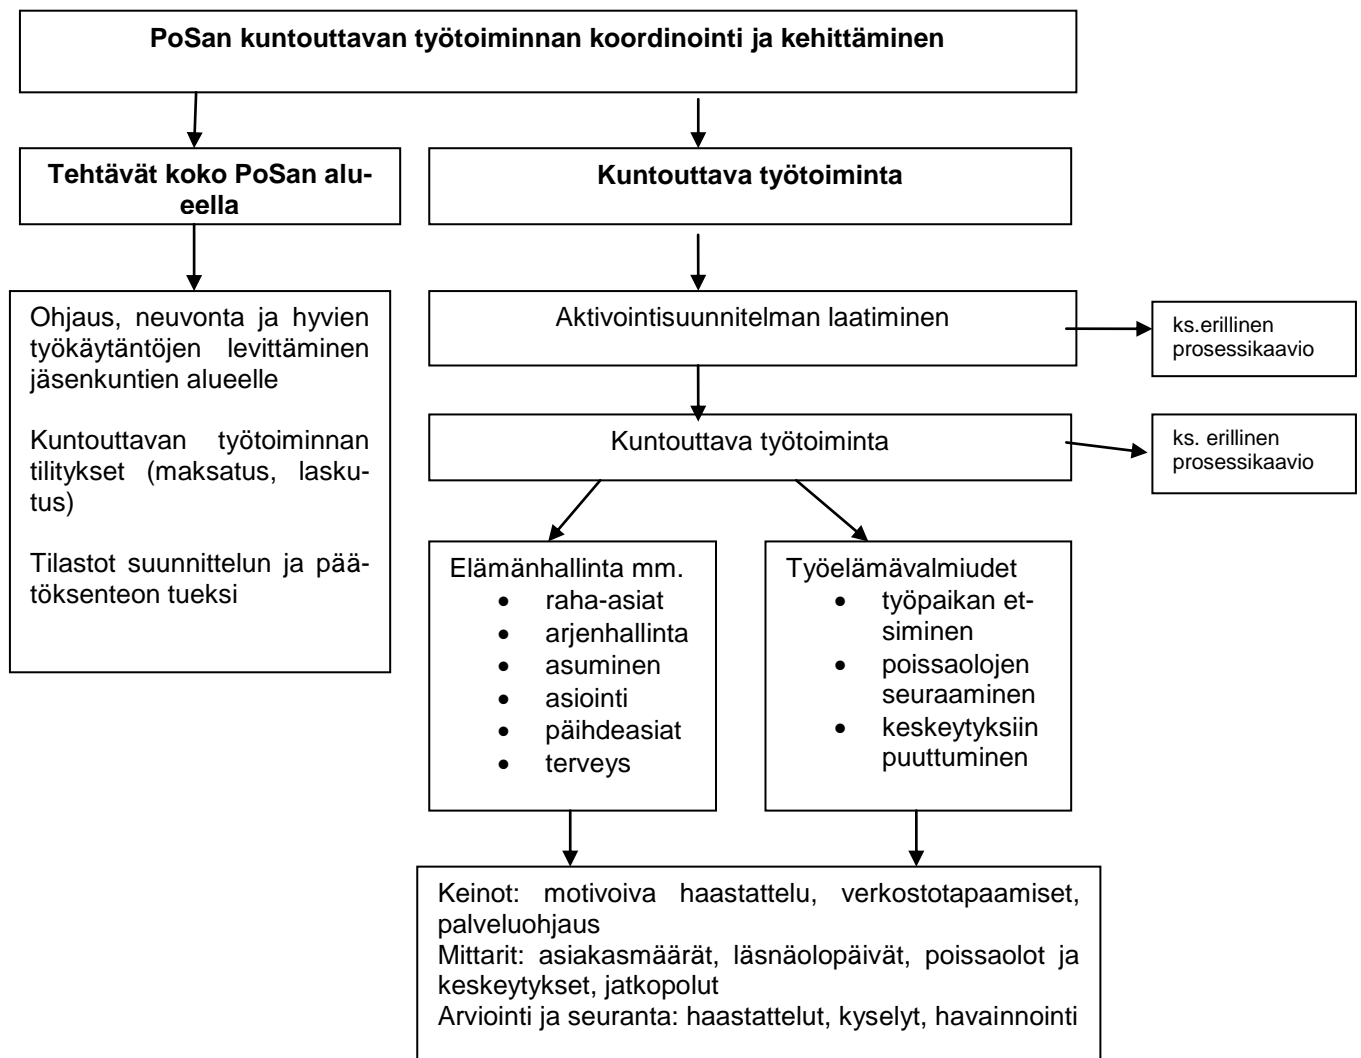 PoSan kuntouttavan työtoiminnan koordinointi ja kehittäminen
Tehtävät koko PoSan alu-
eella
Kuntouttava työtoiminta
Ohjaus, neuvonta ja hyvien
työkäytäntöjen levittäminen
jäsenkuntien alueelle
Kuntouttavan työtoiminnan
tilitykset (maksatus, lasku-
tus)
Tilastot suunnittelun ja pää-
töksenteon tueksi
Aktivointisuunnitelman laatiminen
ks.erillinen
prosessikaavio
Kuntouttava työtoiminta
ks. erillinen
prosessikaavio
Elämänhallinta mm.
• raha-asiat
• arjenhallinta
• asuminen
• asiointi
• päihdeasiat
• terveys
Työelämävalmiudet
• työpaikan et-
siminen
• poissaolojen
seuraaminen
• keskeytyksiin
puuttuminen
Keinot: motivoiva haastattelu, verkostotapaamiset,
palveluohjaus
Mittarit: asiakasmäärät, läsnäolopäivät, poissaolot ja
keskeytykset, jatkopolut
Arviointi ja seuranta: haastattelut, kyselyt, havainnointi